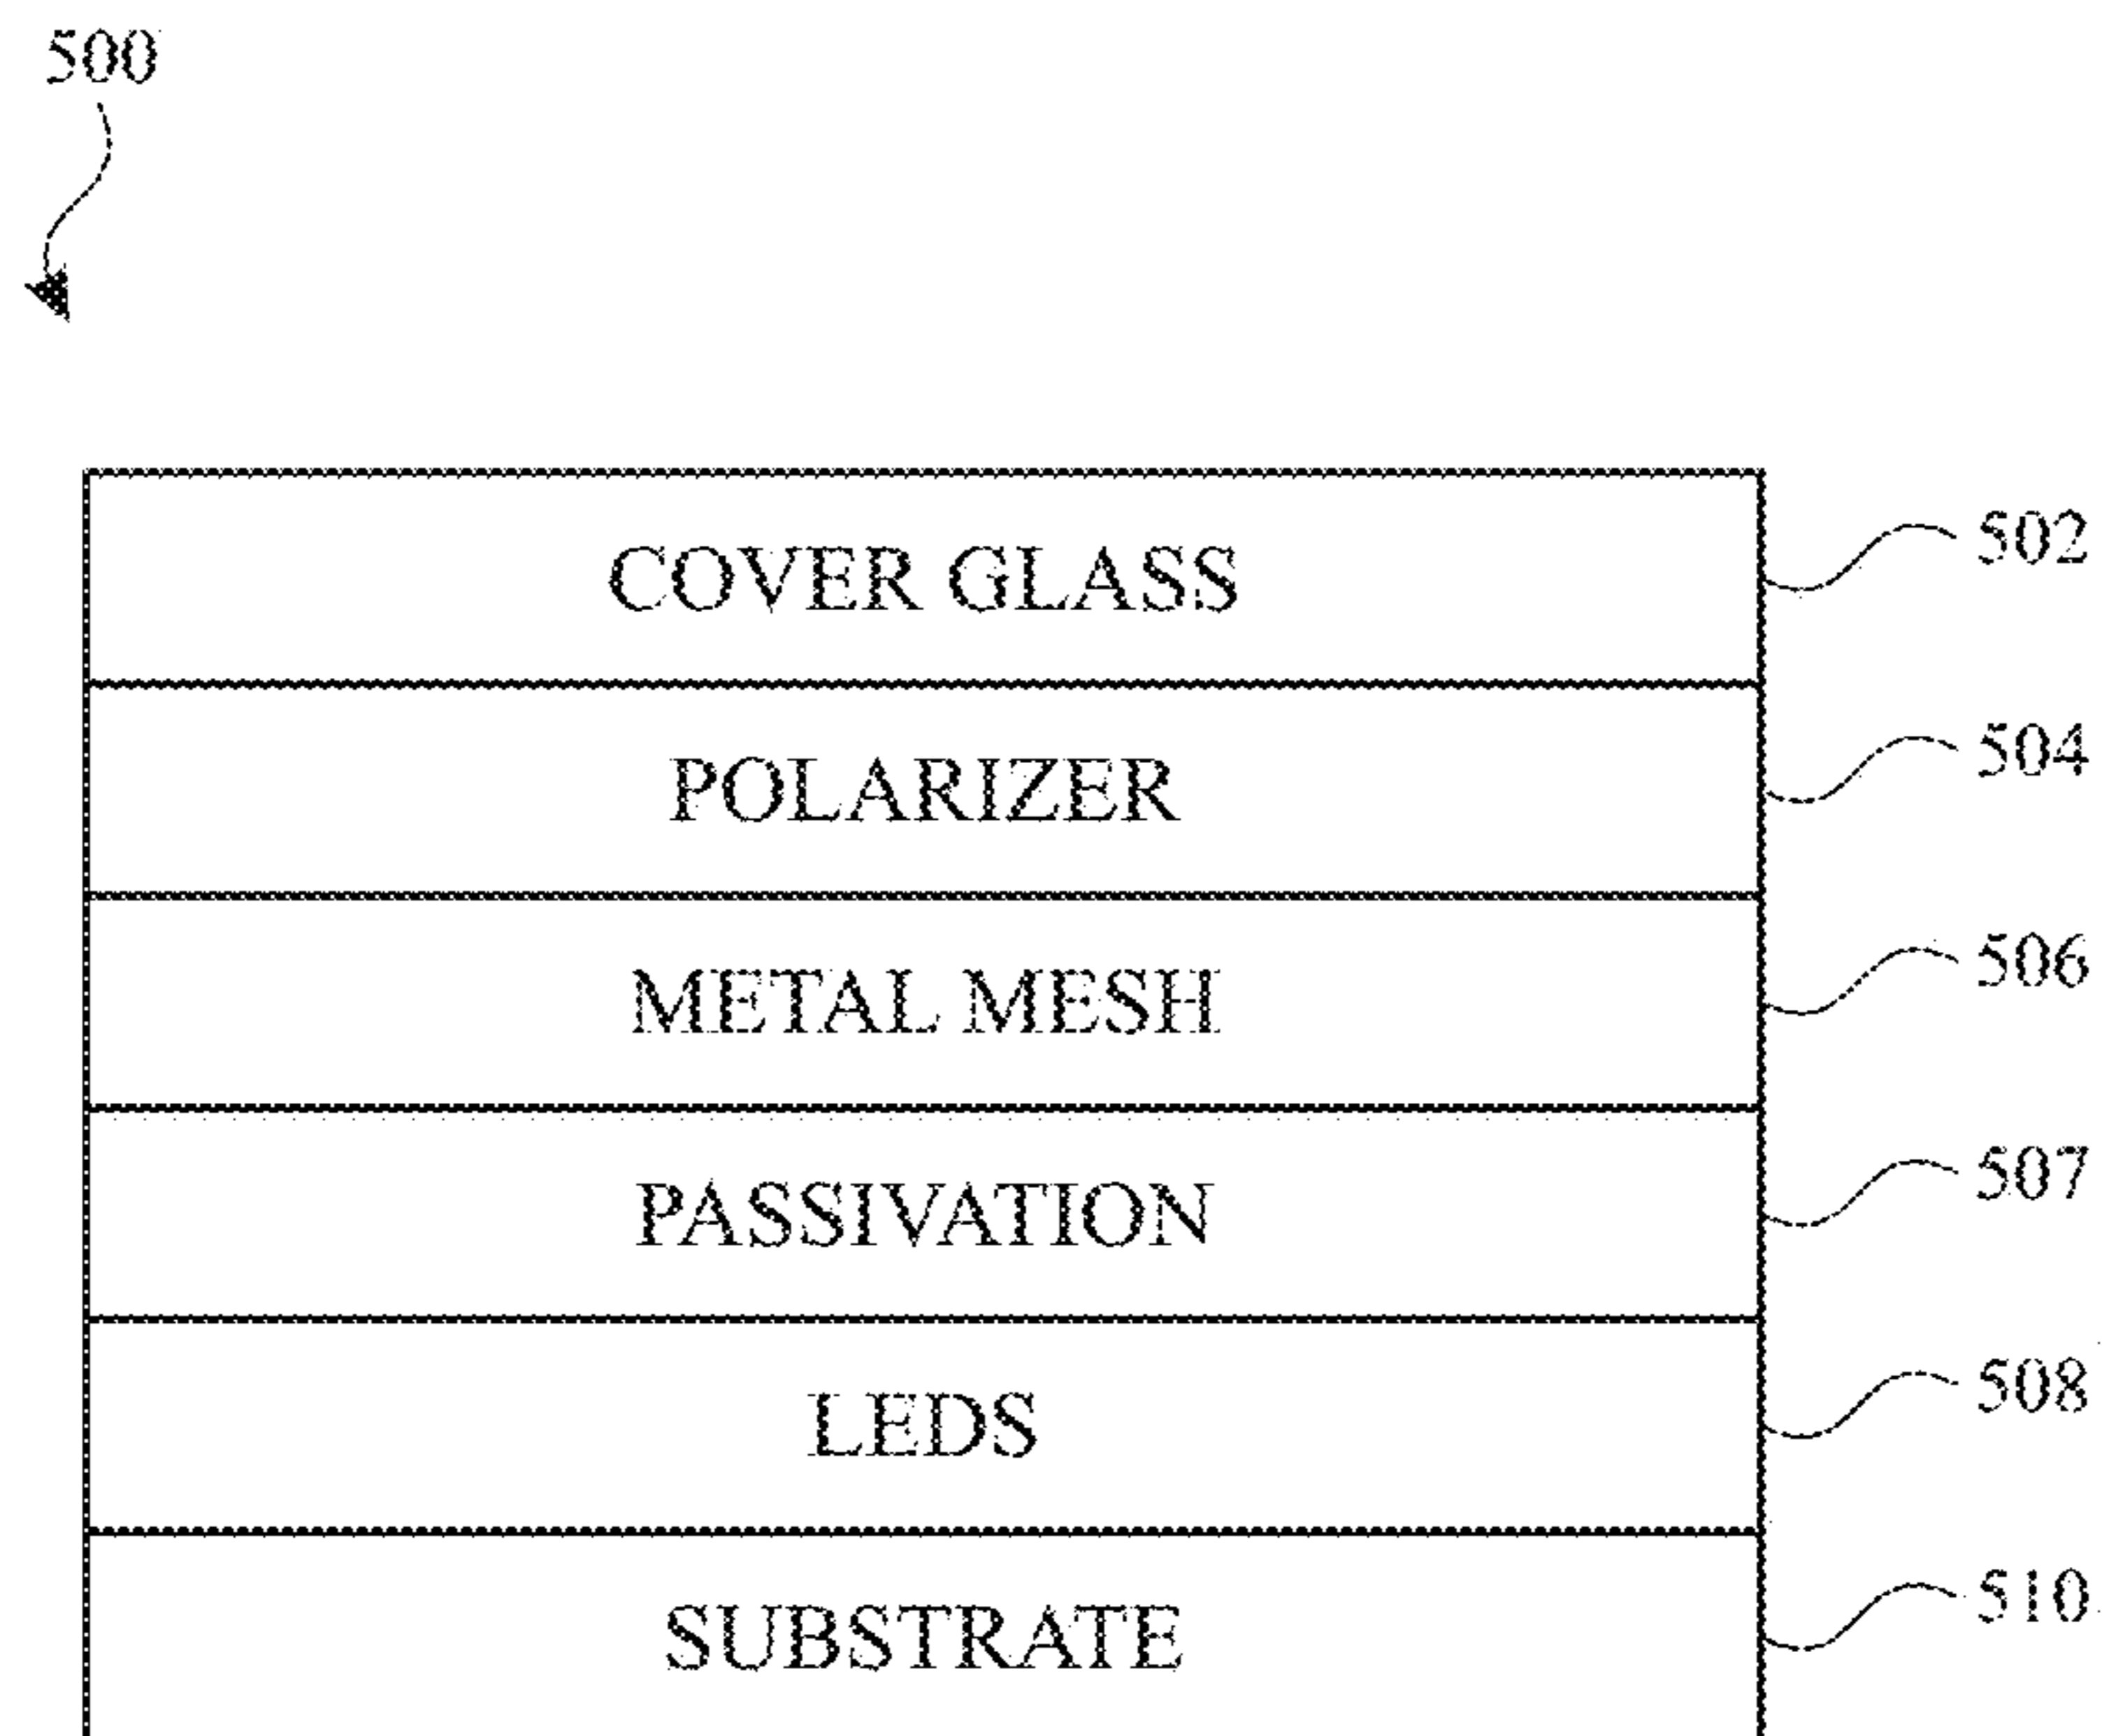 500
COVER GLASS 502
POLARIZER 504
METAL MESH 506
PASSIVATION 507
LEDS 508
SUBSTRATE 510